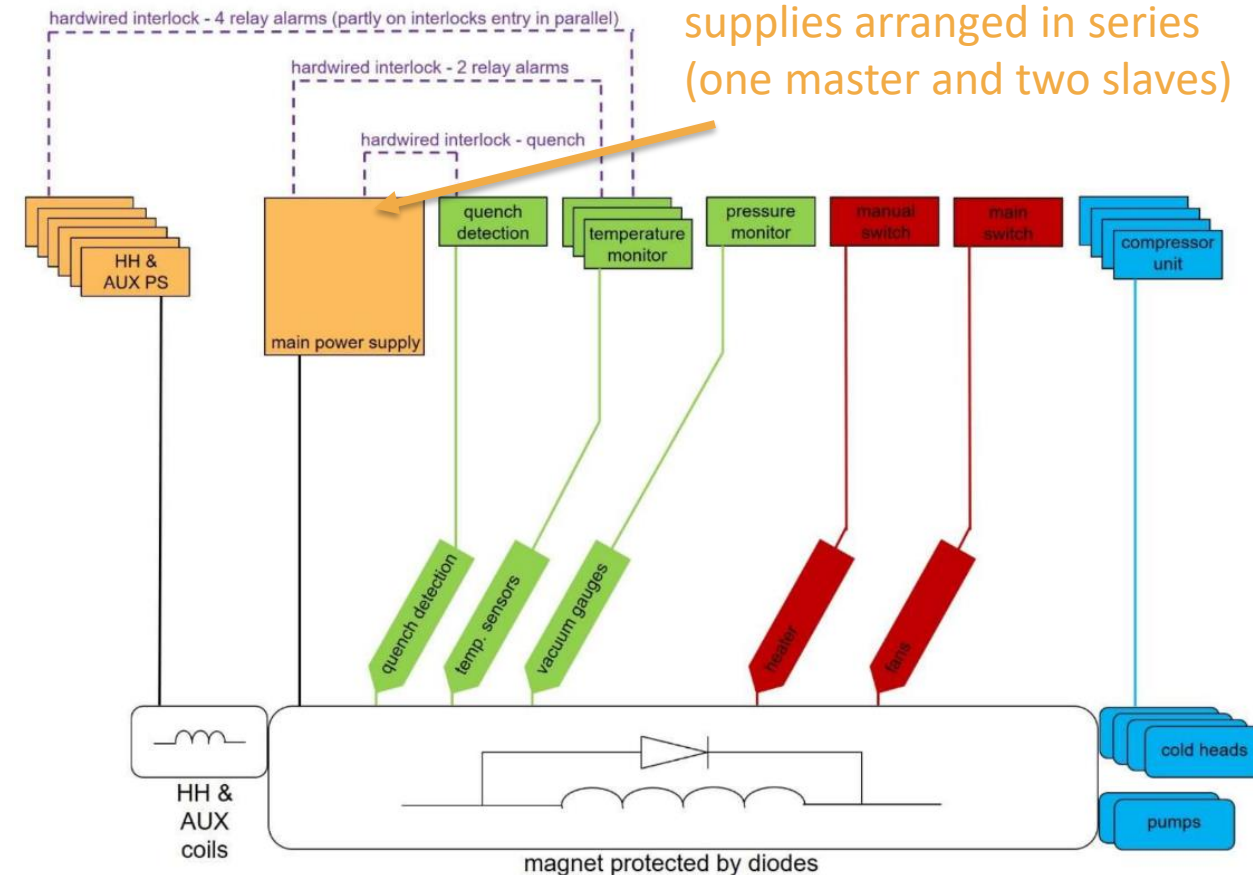 supplies arranged in series
(one master and two slaves)
hardwired interlock - 4 relay alarms (partly on interlocks entry in parallel)
hardwired interlock - 2 relay alarms
hardwired interlock - quench
HH &
AUX PS
main power supply
quench
detection
temperature
monitor
pressure
monitor
manual
switch
main
switch
compressor
unit
quench detection
temp. sensors
vacuum gauges
heater
fans
HH &
AUX
coils
cold heads
pumps
magnet protected by diodes